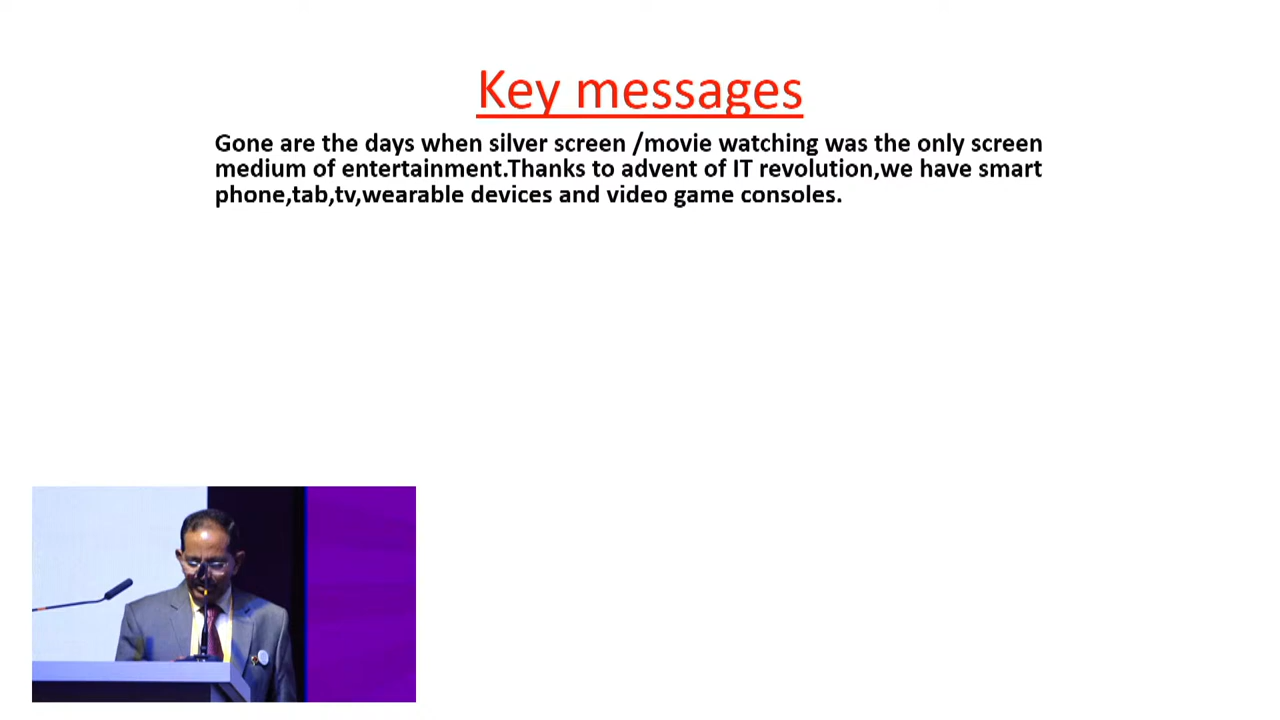 Key messages
Gone are the days when silver screen /movie watching was the only screen
medium of entertainment.Thanks to advent of IT revolution,we have smart
phone,tab,tv,wearable devices and video game consoles.